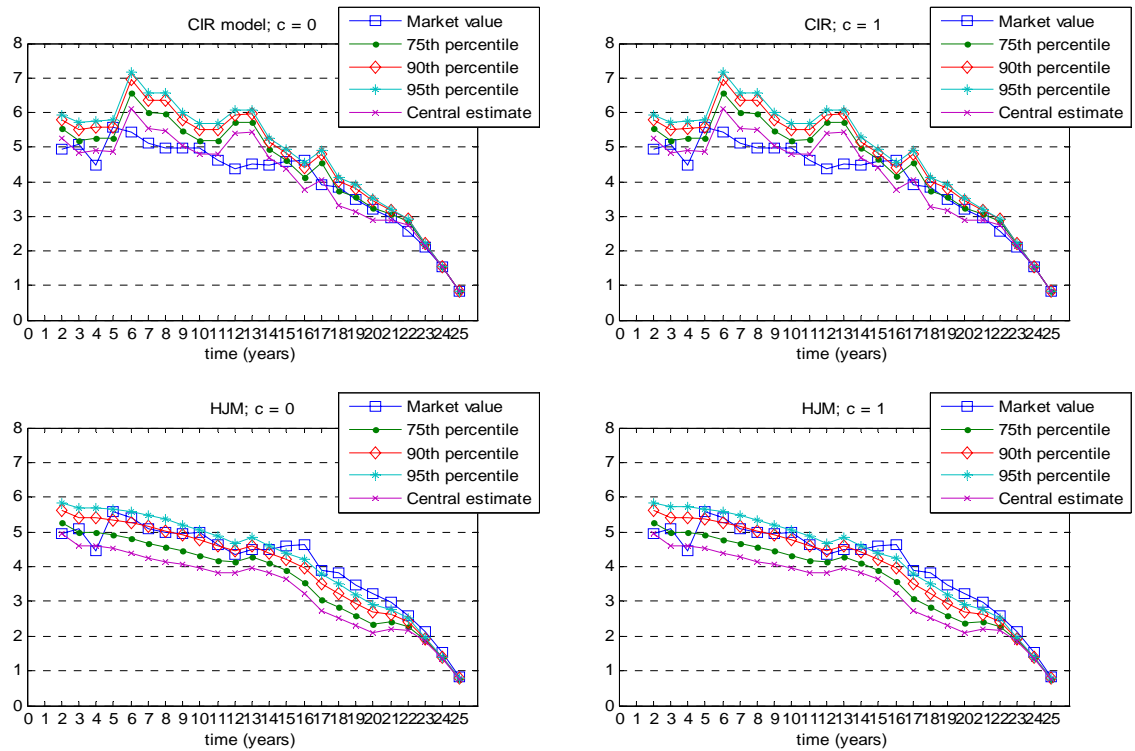 CIR model; c = 0
Market value
75th percentile
90th percentile
95th percentile
Central estimate
8
7
6
5
4
3
2
1
0
0 1 2 3 4 5 6 7 8 9 10 11 12 13 14 15 16 17 18 19 20 21 22 23 24 25
time (years)
CIR; c = 1
Market value
75th percentile
90th percentile
95th percentile
Central estimate
8
7
6
5
4
3
2
1
0
0 1 2 3 4 5 6 7 8 9 10 11 12 13 14 15 16 17 18 19 20 21 22 23 24 25
time (years)
HJM; c = 0
Market value
75th percentile
90th percentile
95th percentile
Central estimate
8
7
6
5
4
3
2
1
0
0 1 2 3 4 5 6 7 8 9 10 11 12 13 14 15 16 17 18 19 20 21 22 23 24 25
time (years)
HJM; c = 1
Market value
75th percentile
90th percentile
95th percentile
Central estimate
8
7
6
5
4
3
2
1
0
0 1 2 3 4 5 6 7 8 9 10 11 12 13 14 15 16 17 18 19 20 21 22 23 24 25
time (years)